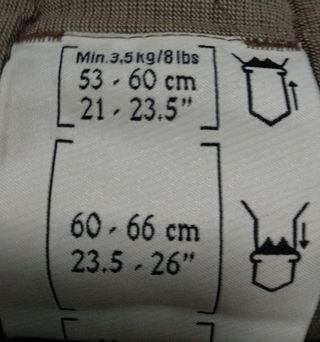 Min. 3,5 kg/8 lbs
53 - 60 cm
21 - 23.5"
60 - 66 cm
23.5 - 26"